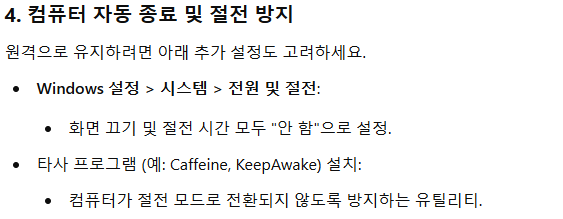 4. 컴퓨터 자동 종료 및 절전 방지
원격으로 유지하려면 아래 추가 설정도 고려하세요.
• Windows 설정 > 시스템 > 전원 및 절전:
• 화면 끄기 및 절전 시간 모두 "안 함"으로 설정.
• 타사 프로그램 (예: Caffeine, KeepAwake) 설치:
• 컴퓨터가 절전 모드로 전환되지 않도록 방지하는 유틸리티.